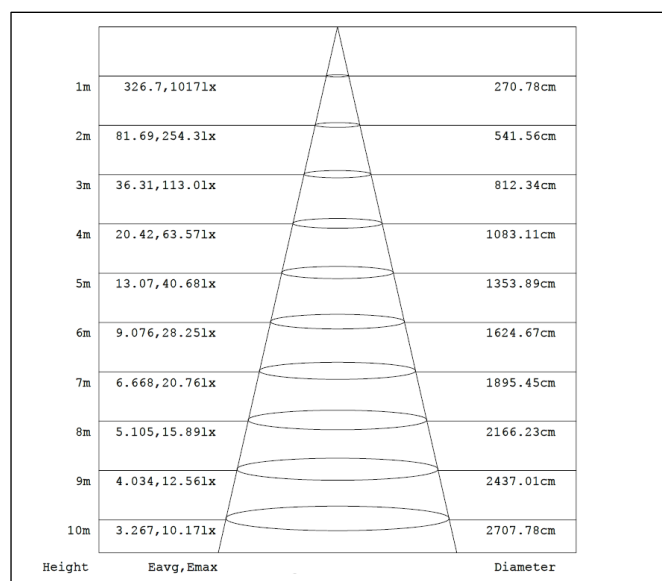 1m 326.7,1017lx 270.78cm
2m 81.69,254.3lx 541.56cm
3m 36.31,113.0lx 812.34cm
4m 20.42,63.57lx 1083.11cm
5m 13.07,40.68lx 1353.89cm
6m 9.076,28.25lx 1624.67cm
7m 6.668,20.76lx 1895.45cm
8m 5.105,15.89lx 2166.23cm
9m 4.034,12.56lx 2437.01cm
10m 3.267,10.17lx 2707.78cm
Height Eavg,Emax Diameter